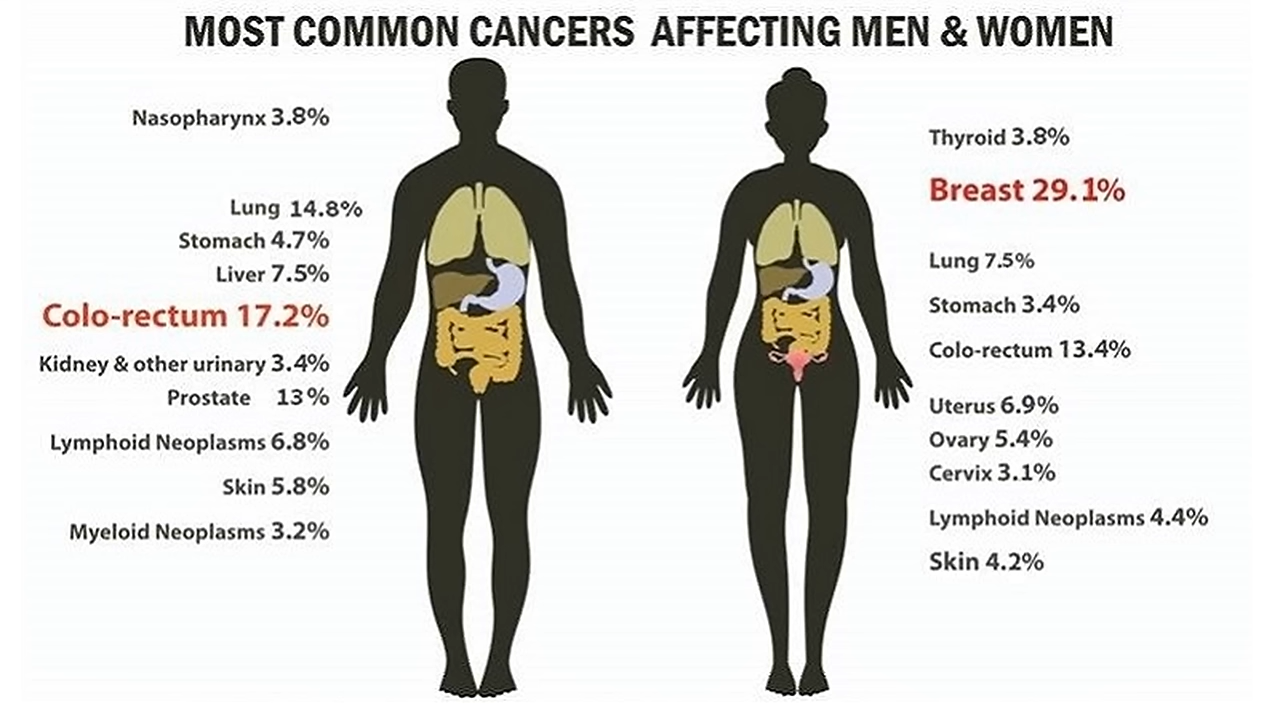 MOST COMMON CANCERS AFFECTING MEN & WOMEN
Nasopharynx 3.8%
Lung 14.8%
Stomach 4.7%
Liver 7.5%
Colo-rectum 17.2%
Kidney & other urinary 3.4%
Prostate 13%
Lymphoid Neoplasms 6.8%
Skin 5.8%
Myeloid Neoplasms 3.2%
Thyroid 3.8%
Breast 29.1%
Lung 7.5%
Stomach 3.4%
Colo-rectum 13.4%
Uterus 6.9%
Ovary 5.4%
Cervix 3.1%
Lymphoid Neoplasms 4.4%
Skin 4.2%